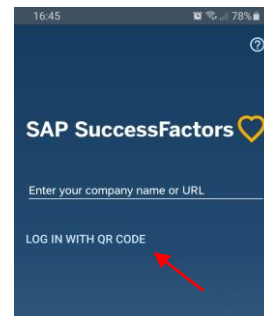 16:45
78%
SAP SuccessFactors
Enter your company name or URL
LOG IN WITH QR CODE